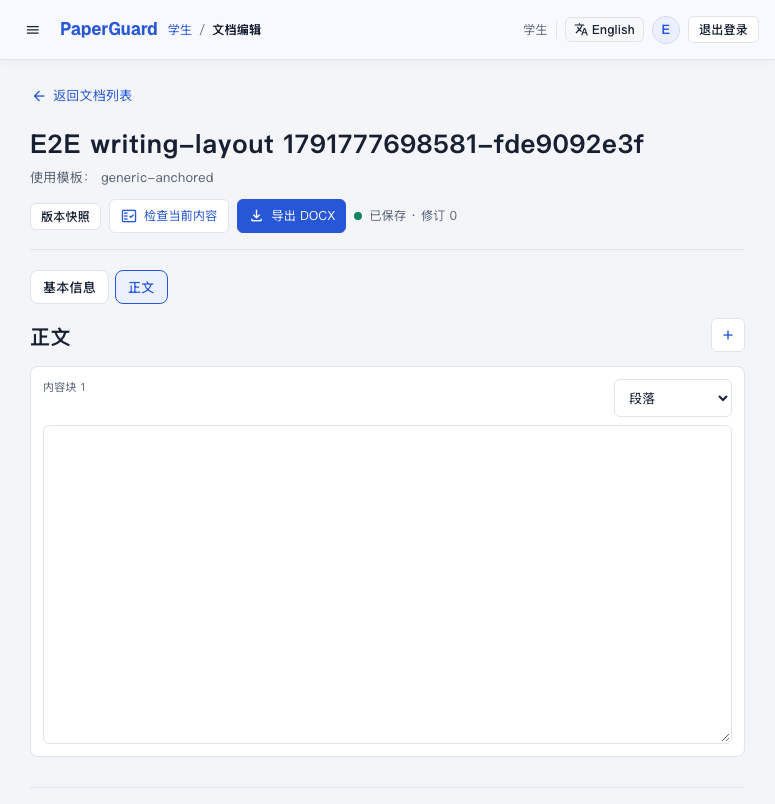 PaperGuard 学生 / 文档编辑 学生 English E 退出登录
返回文档列表
E2E writing-layout 1791777698581-fde9092e3f
使用模板： generic-anchored
版本快照 检查当前内容 导出 DOCX 已保存 · 修订 0
基本信息 正文
正文
内容块 1 段落